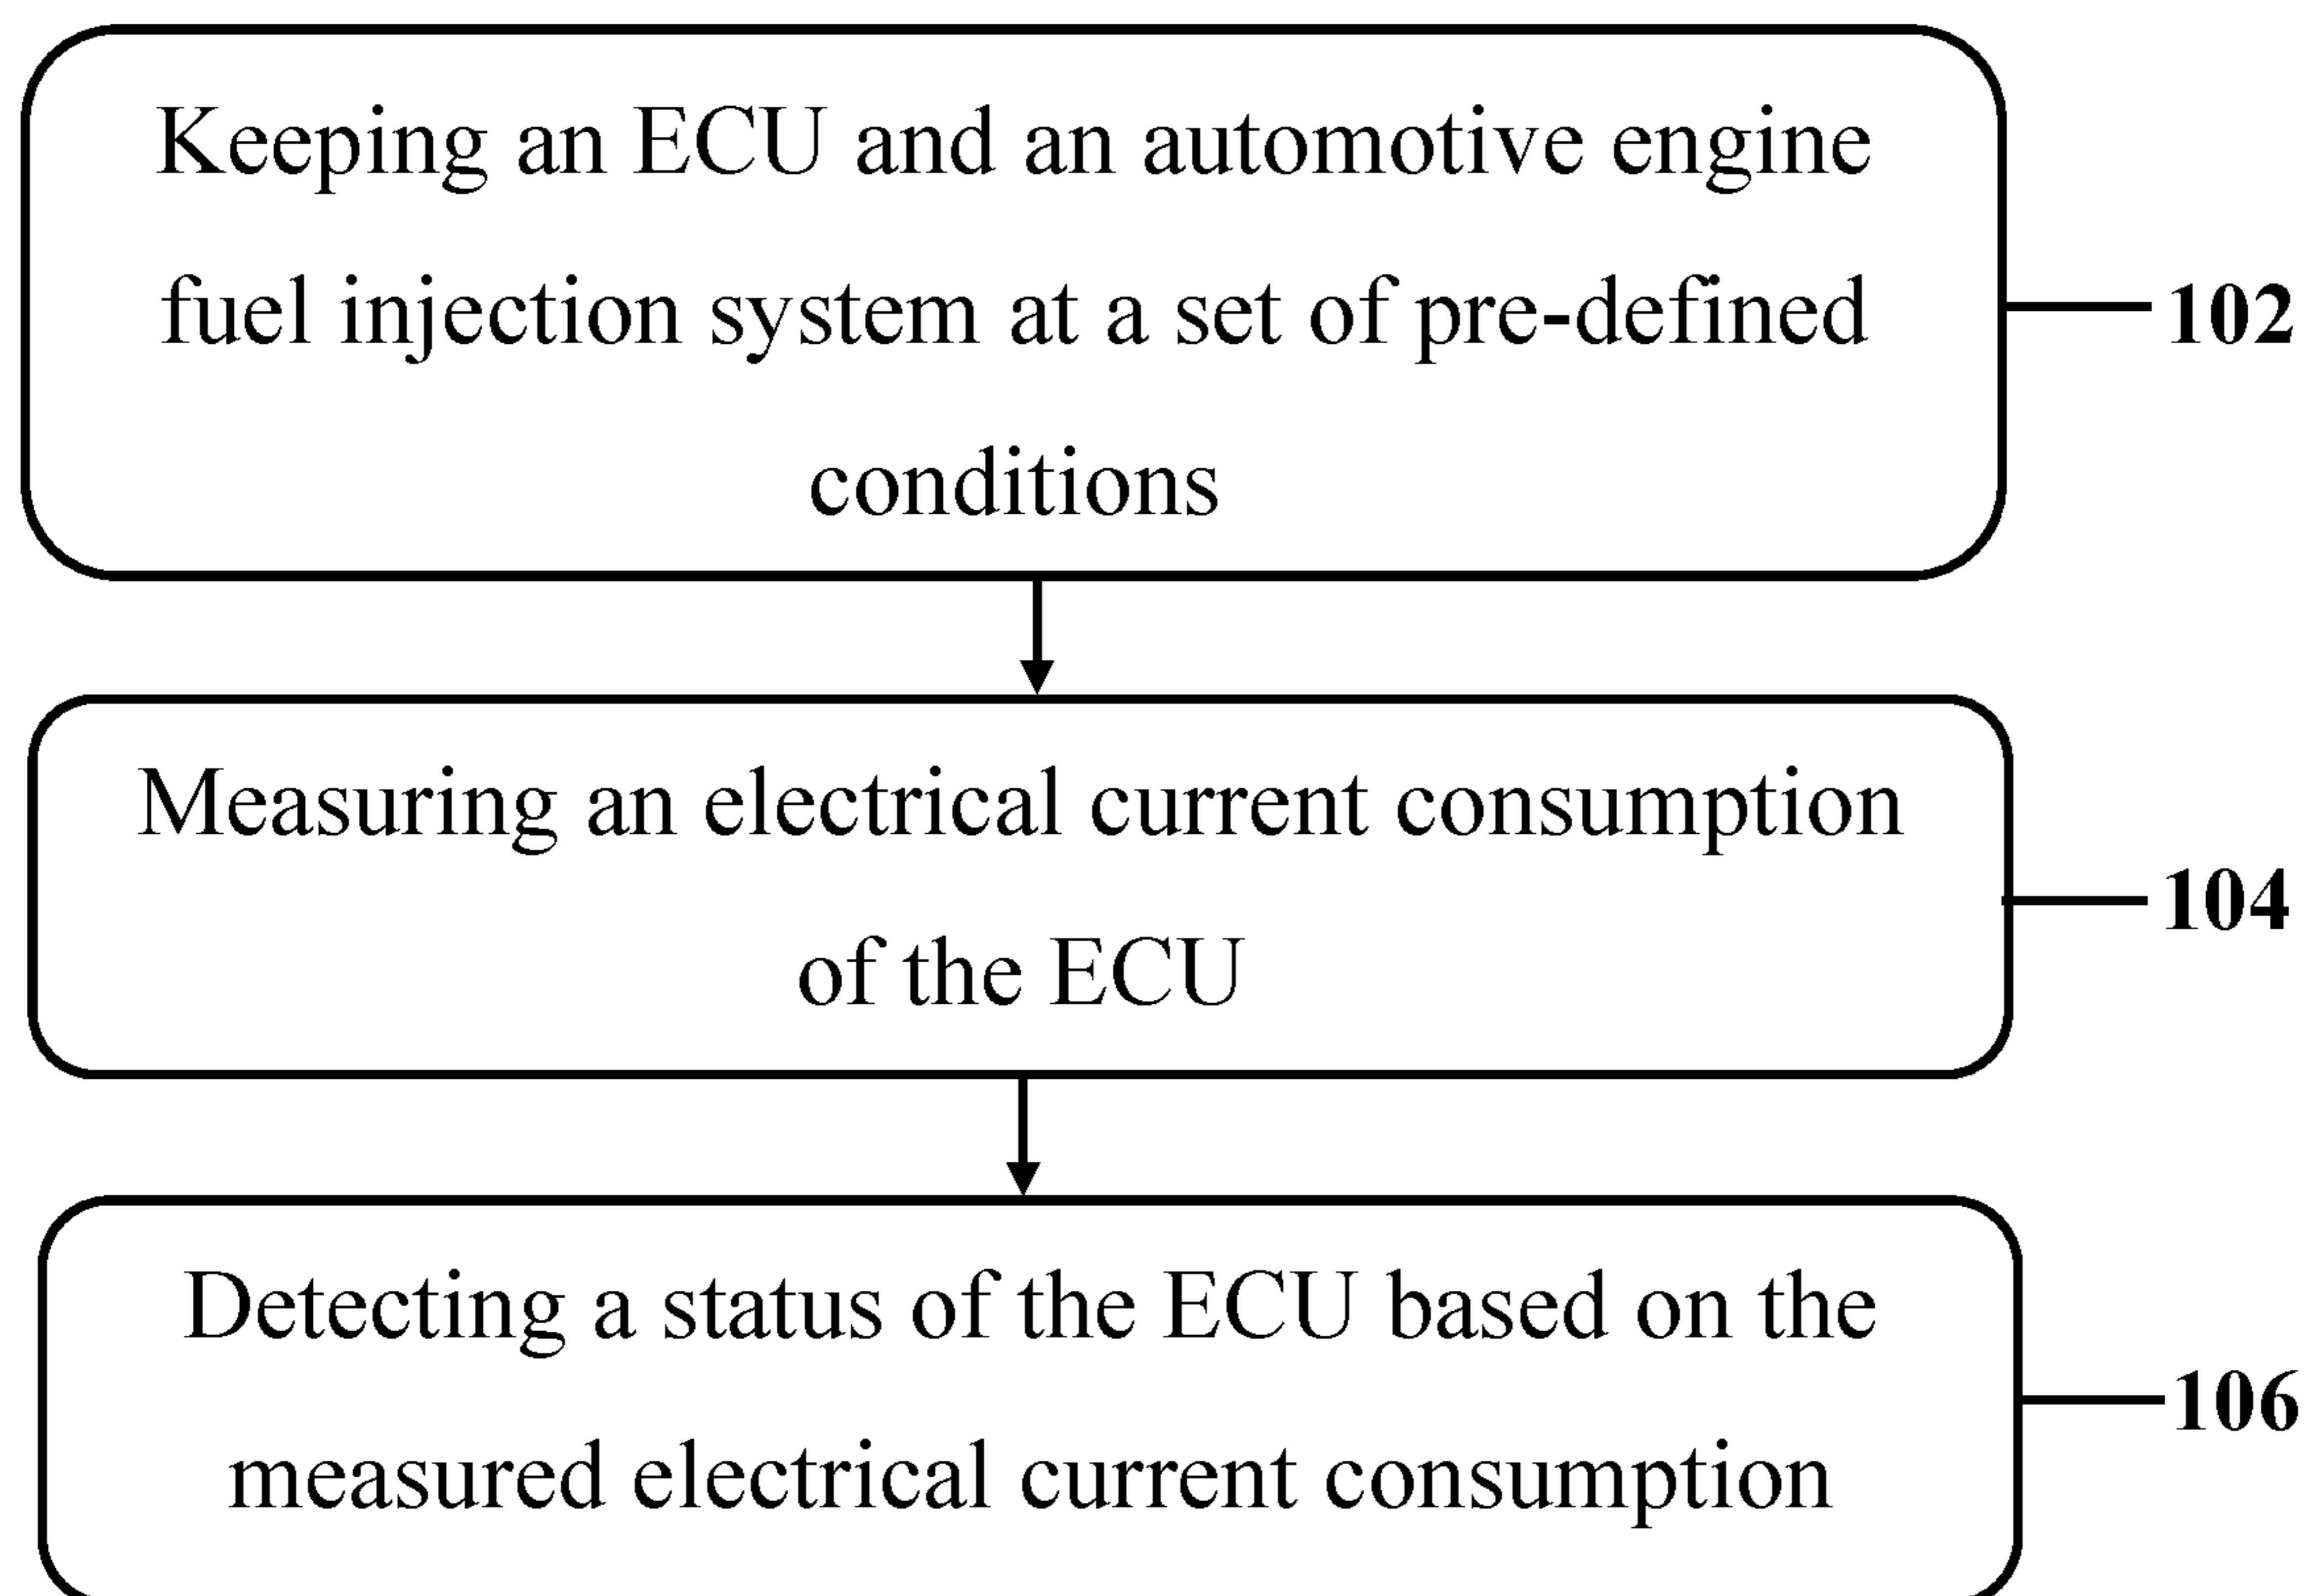 Keeping an ECU and an automotive engine
fuel injection system at a set of pre-defined
conditions
102
Measuring an electrical current consumption
of the ECU
104
Detecting a status of the ECU based on the
measured electrical current consumption
106